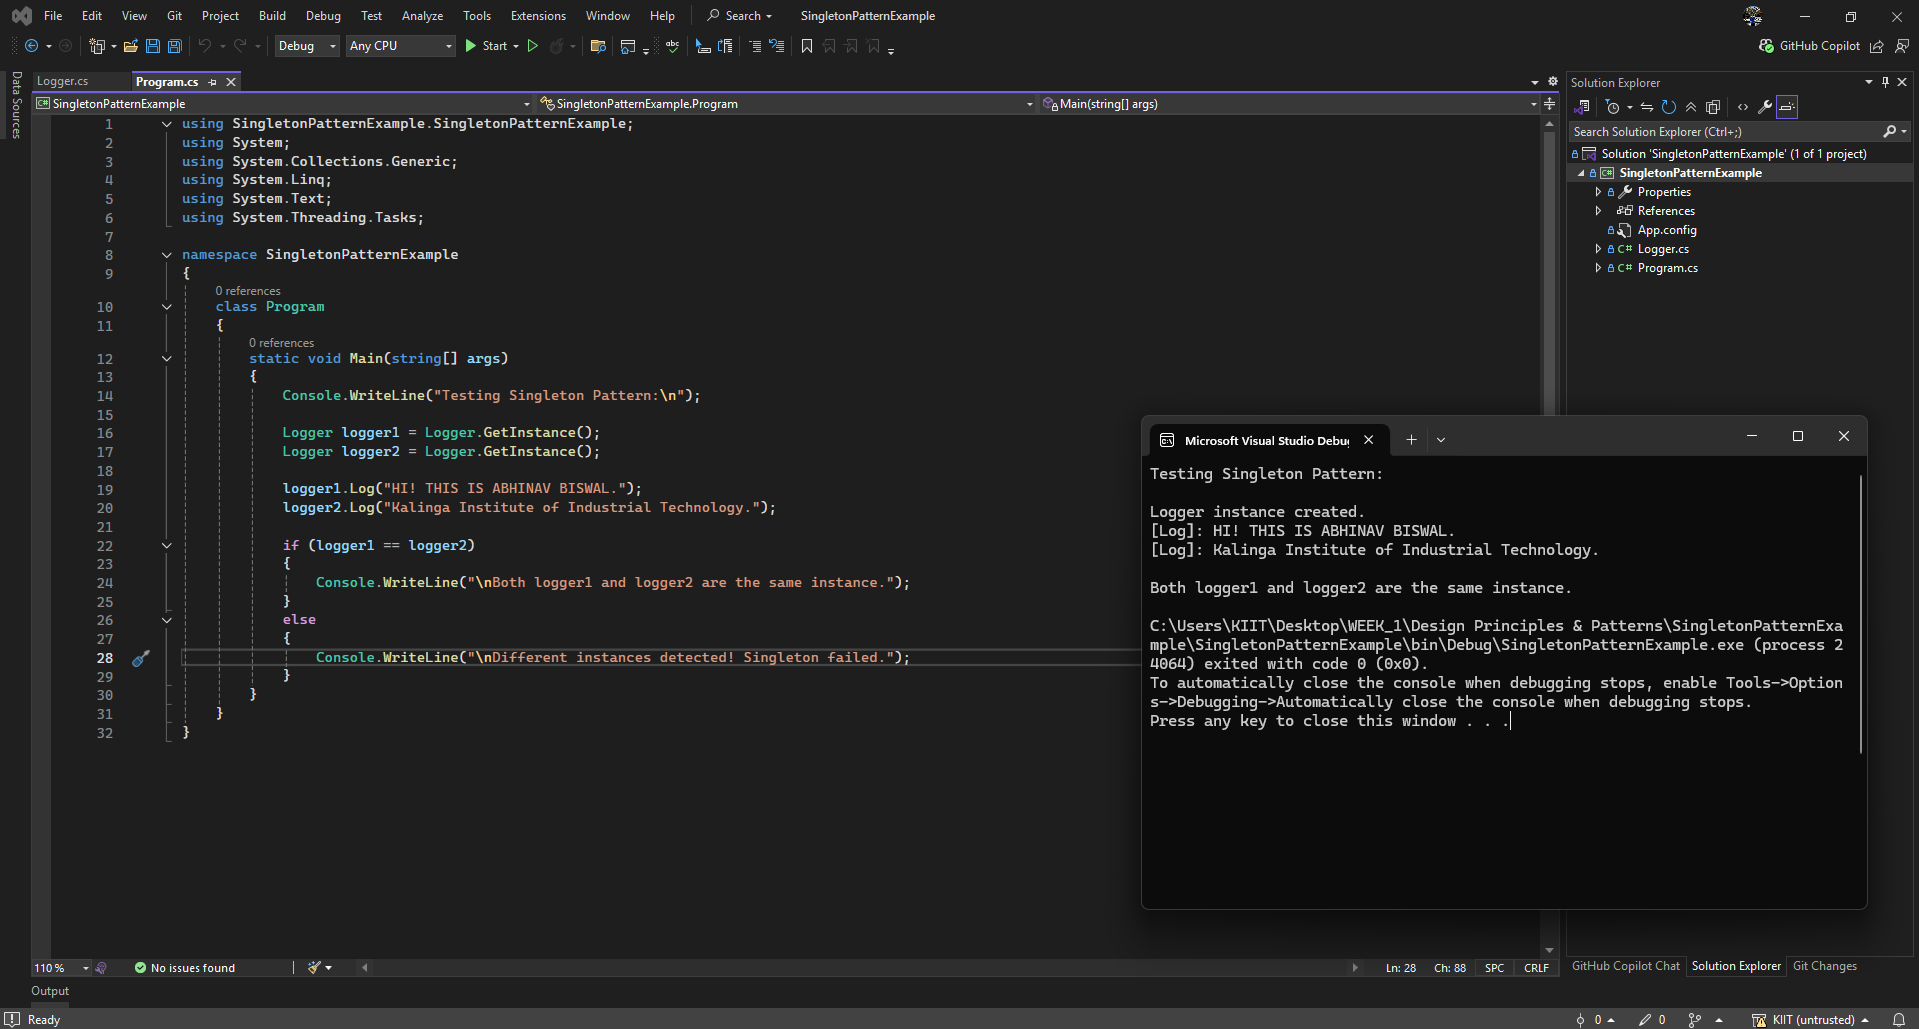 File Edit View Git Project Build Debug Test Analyze Tools Extensions Window Help Search SingletonPatternExample
Debug Any CPU Start GitHub Copilot
Data Sources
Logger.cs Program.cs
SingletonPatternExample SingletonPatternExample.Program Main(string[] args)
1 using SingletonPatternExample.SingletonPatternExample;
2 using System;
3 using System.Collections.Generic;
4 using System.Linq;
5 using System.Text;
6 using System.Threading.Tasks;
7
8 namespace SingletonPatternExample
9 {
0 references
10 class Program
11 {
0 references
12 static void Main(string[] args)
13 {
14 Console.WriteLine("Testing Singleton Pattern:\n");
15
16 Logger logger1 = Logger.GetInstance();
17 Logger logger2 = Logger.GetInstance();
18
19 logger1.Log("HI! THIS IS ABHINAV BISWAL.");
20 logger2.Log("Kalinga Institute of Industrial Technology.");
21
22 if (logger1 == logger2)
23 {
24 Console.WriteLine("\nBoth logger1 and logger2 are the same instance.");
25 }
26 else
27 {
28 Console.WriteLine("\nDifferent instances detected! Singleton failed.");
29 }
30 }
31 }
32 }
110 % No issues found Ln: 28 Ch: 88 SPC CRLF
Output
Ready
Solution Explorer
Search Solution Explorer (Ctrl+;)
Solution 'SingletonPatternExample' (1 of 1 project)
SingletonPatternExample
Properties
References
App.config
C# Logger.cs
C# Program.cs
Microsoft Visual Studio Debu
Testing Singleton Pattern:
Logger instance created.
[Log]: HI! THIS IS ABHINAV BISWAL.
[Log]: Kalinga Institute of Industrial Technology.
Both logger1 and logger2 are the same instance.
C:\Users\KIIT\Desktop\WEEK_1\Design Principles & Patterns\SingletonPatternExa
mple\SingletonPatternExample\bin\Debug\SingletonPatternExample.exe (process 2
4064) exited with code 0 (0x0).
To automatically close the console when debugging stops, enable Tools->Option
s->Debugging->Automatically close the console when debugging stops.
Press any key to close this window . . .
GitHub Copilot Chat Solution Explorer Git Changes
0 0 KIIT (untrusted)